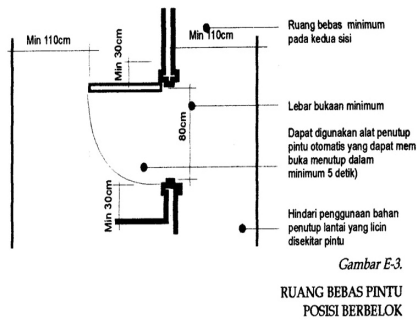 Min 110cm
Min 30cm
Min 110cm
Ruang bebas minimum
pada kedua sisi
80cm
Lebar bukaan minimum
Dapat digunakan alat penutup
pintu otomatis yang dapat mem
buka menutup dalam
minimum 5 detik)
Min 30cm
Hindari penggunaan bahan
penutup lantai yang licin
disekitar pintu
Gambar E-3.
RUANG BEBAS PINTU
POSISI BERBELOK